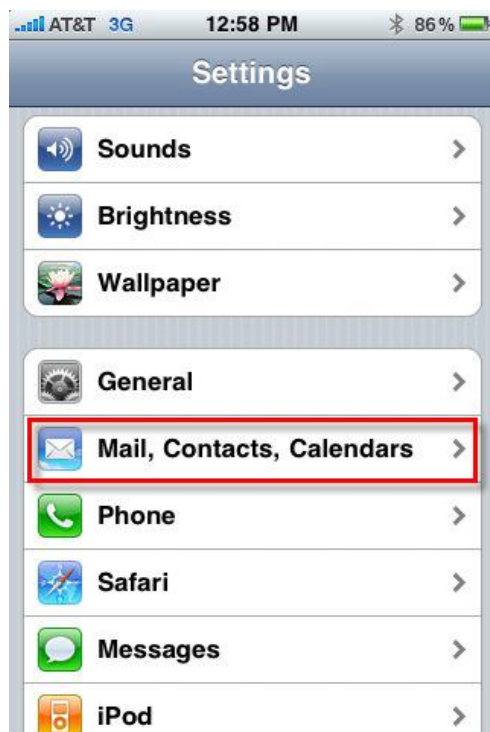 AT&T 3G 12:58 PM 86%
Settings
Sounds
Brightness
Wallpaper
General
Mail, Contacts, Calendars
Phone
Safari
Messages
iPod